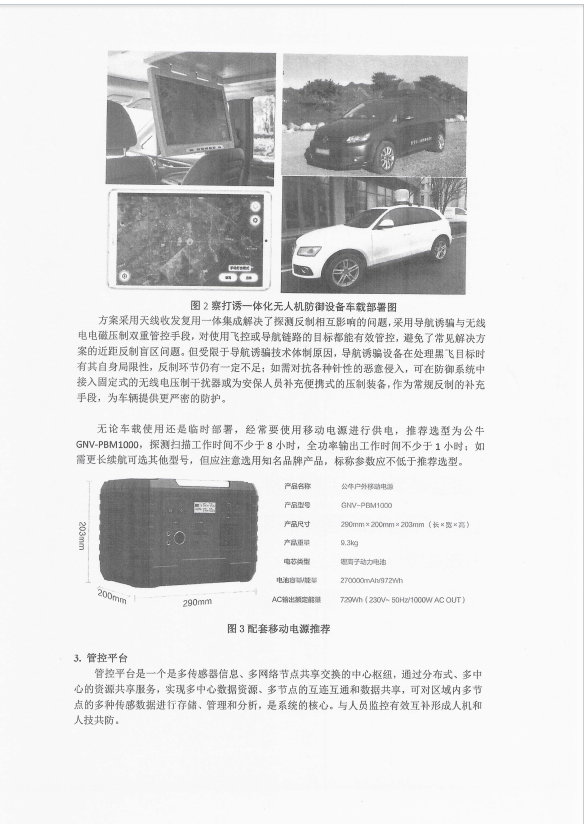 图 2 察打诱一体化无人机防御设备车载部署图
方案采用天线收发复用一体集成解决了探测反制相互影响的问题，采用导航诱骗与无线
电电磁压制双重管控手段，对使用飞控或导航链路的目标都能有效管控，避免了常见解决方
案的近距反制盲区问题。但受限于导航诱骗技术体制原因，导航诱骗设备在处理黑飞目标时
有其自身局限性，反制环节仍有一定不足；如需对抗各种针性的恶意侵入，可在防御系统中
接入固定式的无线电压制干扰器或为安保人员补充便携式的压制装备，作为常规反制的补充
手段，为车辆提供更严密的防护。
无论车载使用还是临时部署，经常要使用移动电源进行供电，推荐选型为公牛
GNV-PBM1000，探测扫描工作时间不少于 8 小时，全功率输出工作时间不少于 1 小时；如
需更长续航可选其他型号，但应注意选用知名品牌产品，标称参数应不低于推荐选型。
产品名称 公牛户外移动电源
产品型号 GNV-PBM1000
产品尺寸 290mm×200mm×203mm（长×宽×高）
产品重量 9.3kg
电芯类型 锂离子动力电池
电池容量/能量 270000mAh/972Wh
AC输出额定能量 729Wh（230V~ 50Hz/1000W AC OUT）
203mm
200mm
290mm
图 3 配套移动电源推荐
3. 管控平台
管控平台是一个是多传感器信息、多网络节点共享交换的中心枢纽，通过分布式、多中
心的资源共享服务，实现多中心数据资源、多节点的互连互通和数据共享，可对区域内多节
点的多种传感数据进行存储、管理和分析，是系统的核心。与人员监控有效互补形成人机和
人技共防。